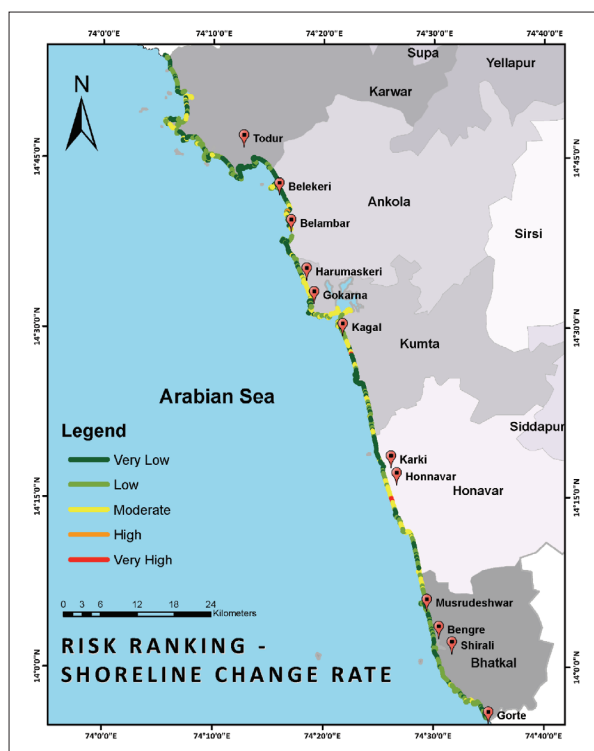 74°0'0"E
74°10'0"E
74°20'0"E
74°30'0"E
74°40'0"E
N
Supa
Yellapur
Karwar
Todur
14°45'0"N
14°45'0"N
Belekeri
Ankola
Belambar
Sirsi
Harumaskeri
Gokarna
14°30'0"N
14°30'0"N
Kagal
Kumta
Arabian Sea
Siddapur
Legend
Very Low
Low
Moderate
High
Very High
Karki
Honnavar
Honavar
14°15'0"N
14°15'0"N
0 3 6 12 18 24
Kilometers
Musrudeshwar
Bengre
Shirali
Bhatkal
RISK RANKING -
SHORELINE CHANGE RATE
14°0'0"N
14°0'0"N
Gorte
74°0'0"E
74°10'0"E
74°20'0"E
74°30'0"E
74°40'0"E